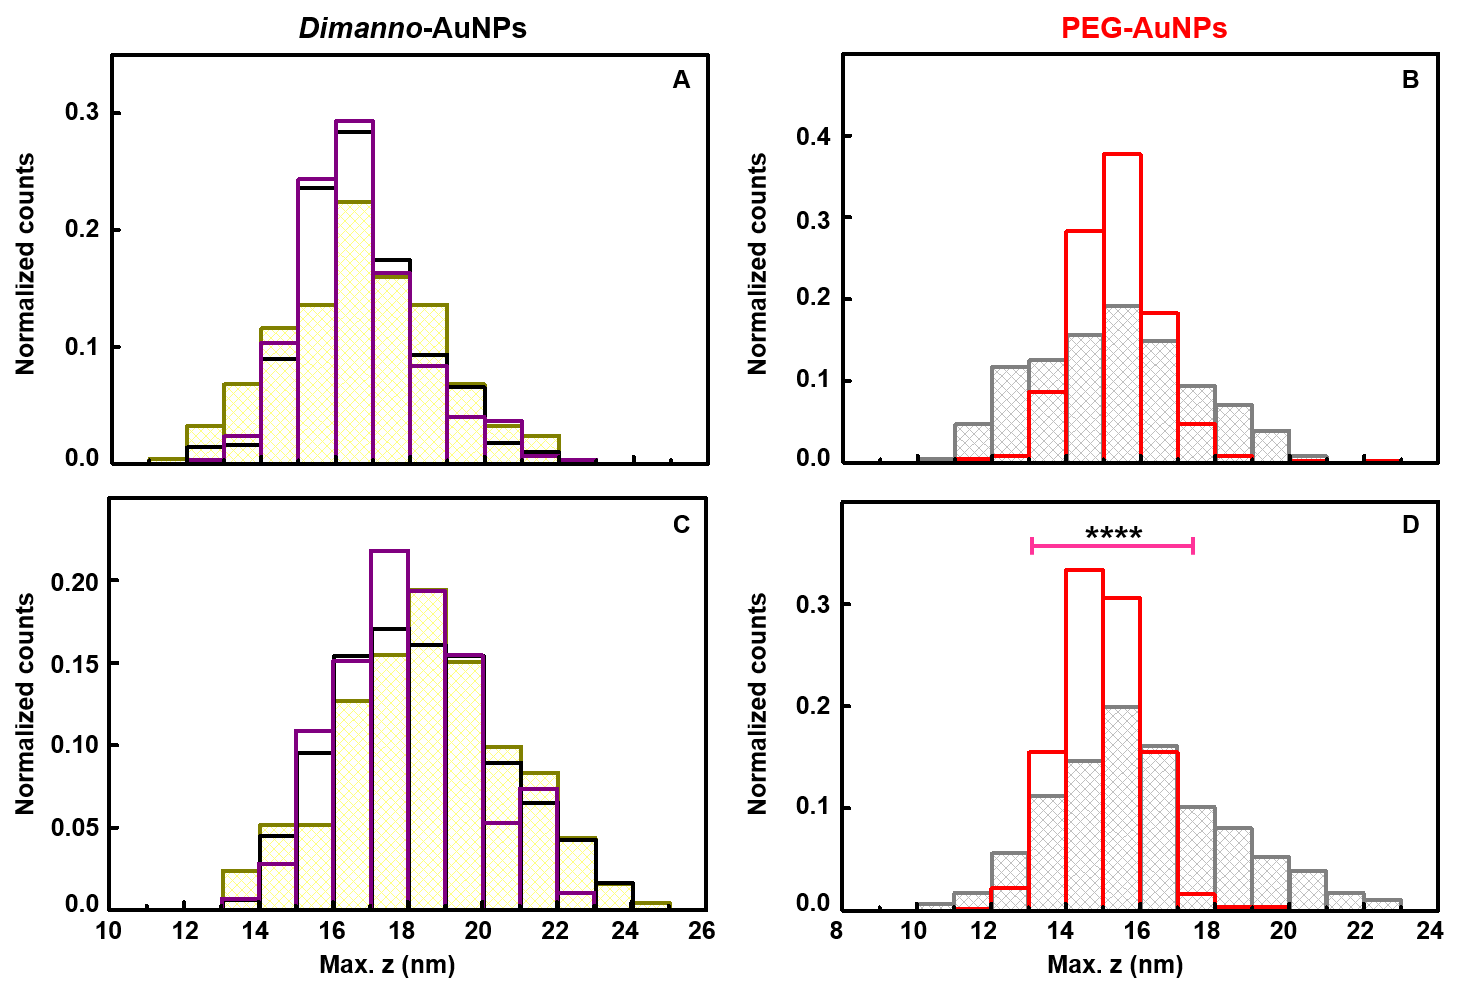 Dimanno-AuNPs
PEG-AuNPs
A
0.3
0.2
0.1
0.0
Normalized counts
B
0.4
0.3
0.2
0.1
0.0
Normalized counts
C
0.20
0.15
0.10
0.05
0.0
Normalized counts
10 12 14 16 18 20 22 24 26
Max. z (nm)
D
****
0.3
0.2
0.1
0.0
Normalized counts
8 10 12 14 16 18 20 22 24
Max. z (nm)